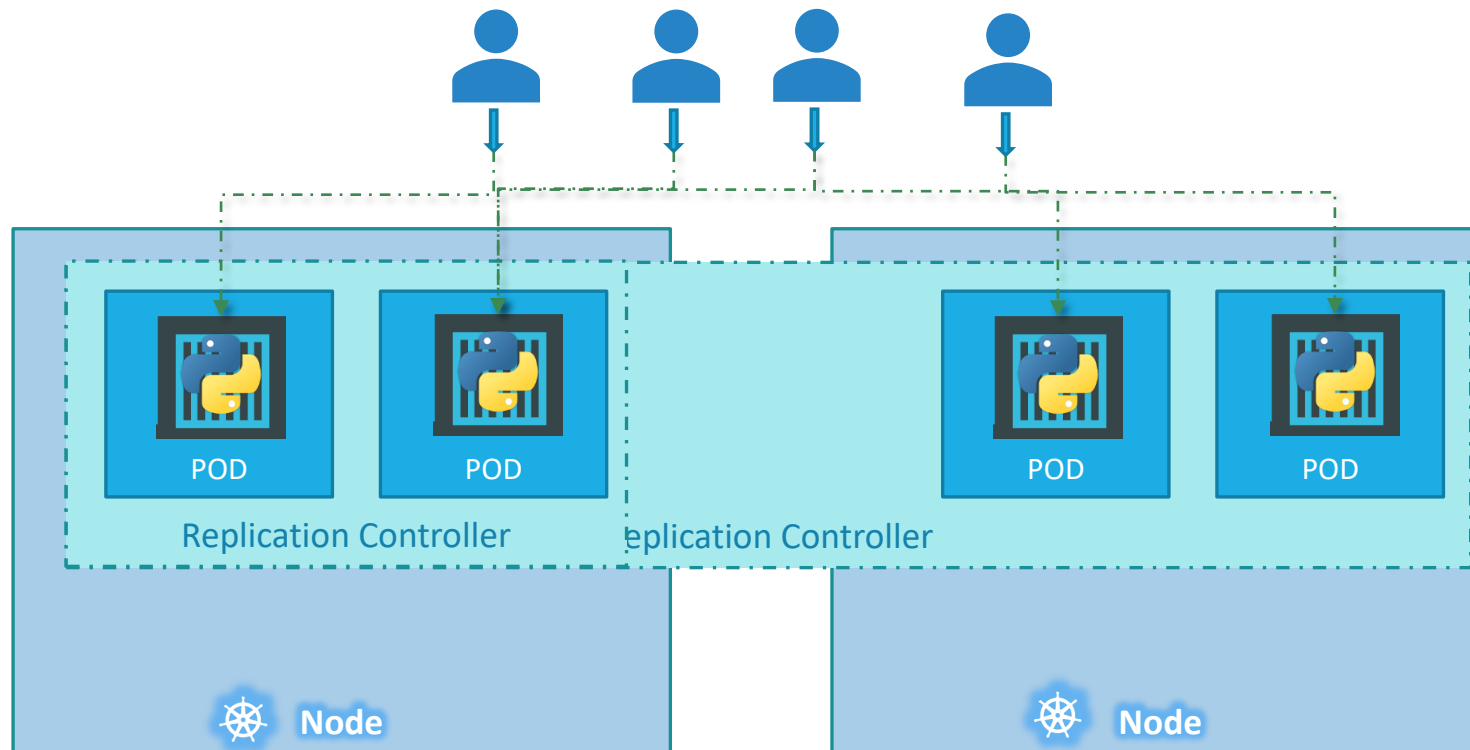 POD
POD
POD
POD
Replication Controller
eplication Controller
Node
Node